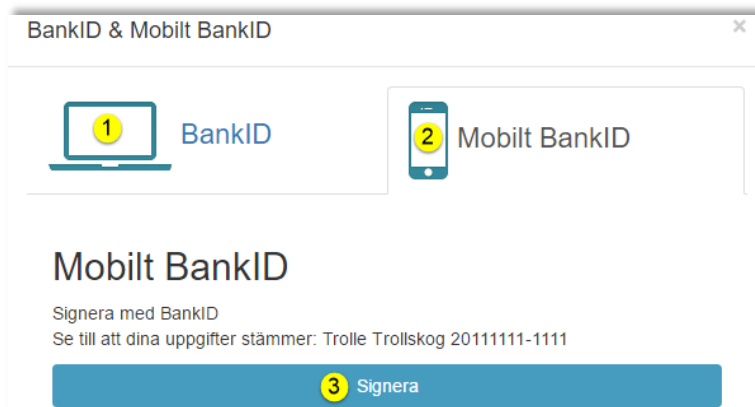 BankID & Mobilt BankID ×
1 BankID
2 Mobilt BankID
Mobilt BankID
Signera med BankID
Se till att dina uppgifter stämmer: Trolle Trollskog 20111111-1111
3 Signera